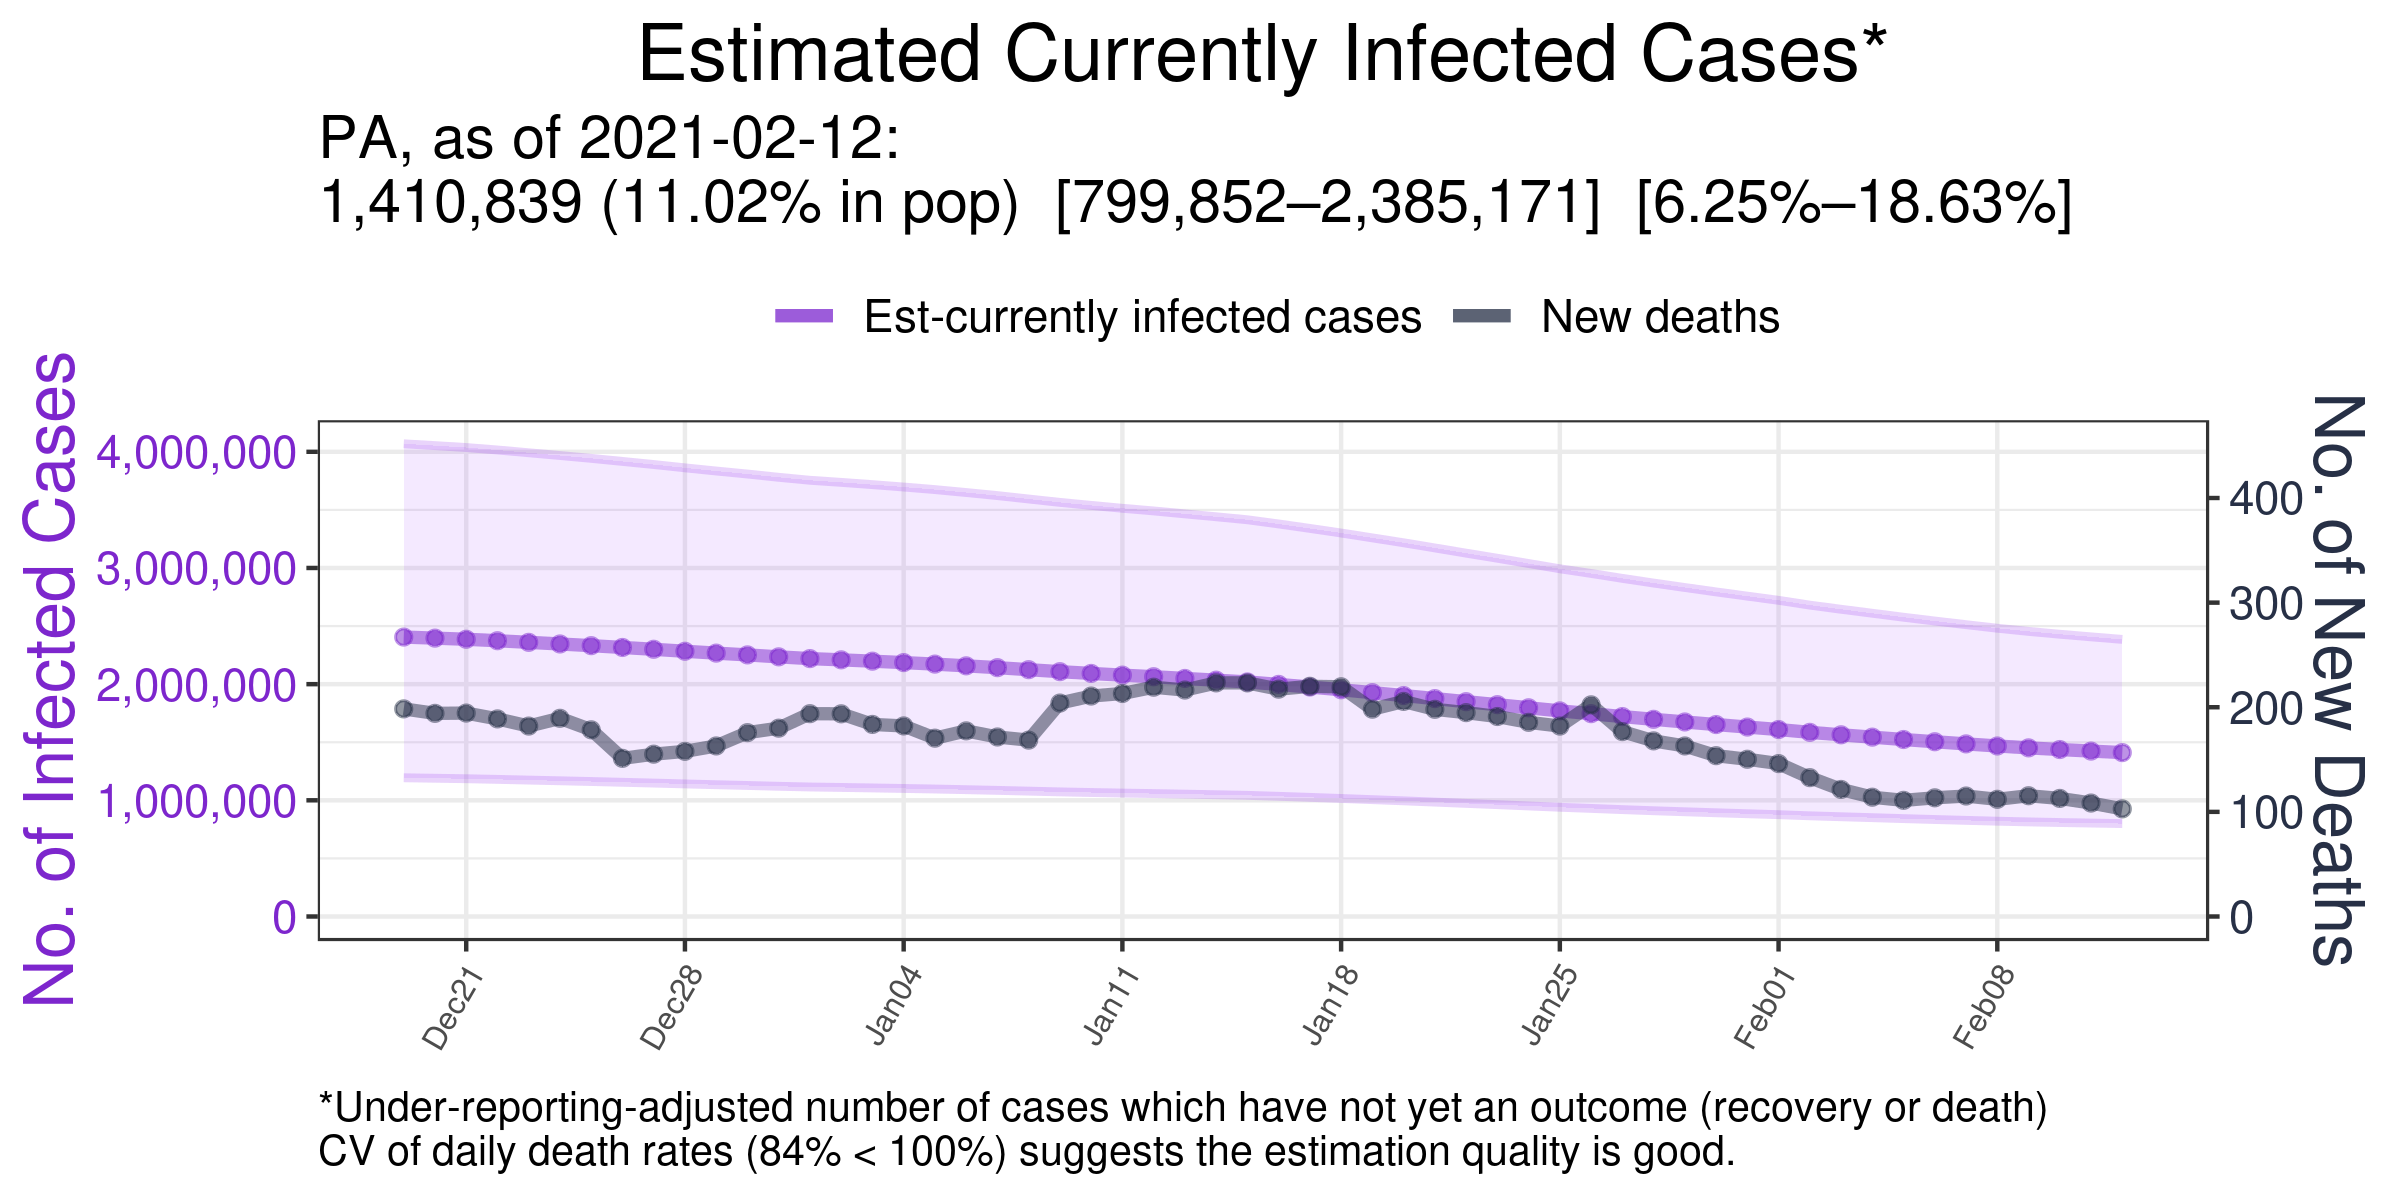 Estimated Currently Infected Cases*
PA, as of 2021-02-12:
1,410,839 (11.02% in pop)  [799,852–2,385,171]  [6.25%–18.63%]
Est-currently infected cases
New deaths
No. of Infected Cases
4,000,000
3,000,000
2,000,000
1,000,000
0
400
300
200
100
0
No. of New Deaths
Dec21
Dec28
Jan04
Jan11
Jan18
Jan25
Feb01
Feb08
*Under-reporting-adjusted number of cases which have not yet an outcome (recovery or death)
CV of daily death rates (84% < 100%) suggests the estimation quality is good.